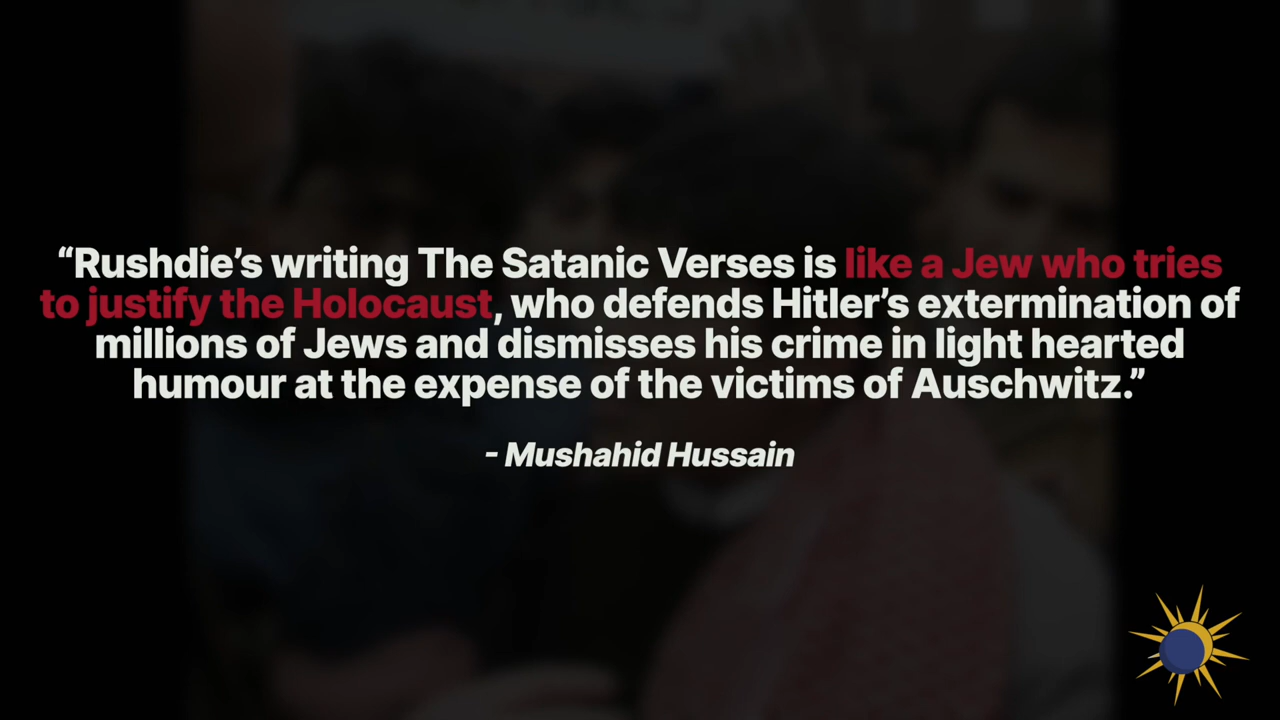 “Rushdie’s writing The Satanic Verses is like a Jew who tries
to justify the Holocaust, who defends Hitler’s extermination of
millions of Jews and dismisses his crime in light hearted
humour at the expense of the victims of Auschwitz.”
- Mushahid Hussain